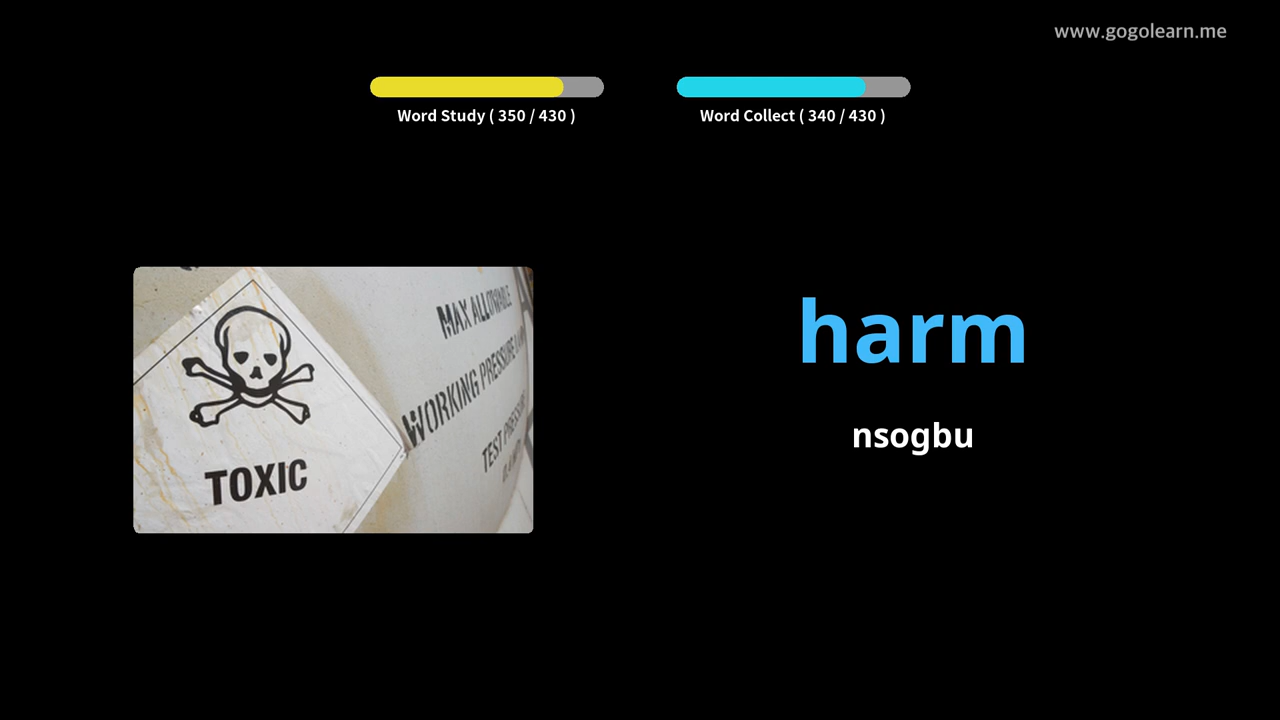 www.gogolearn.me
Word Study ( 350 / 430 )
Word Collect ( 340 / 430 )
MAX ALLOWABLE
WORKING PRESSURE
TEST PRESSURE
TOXIC
harm
nsogbu